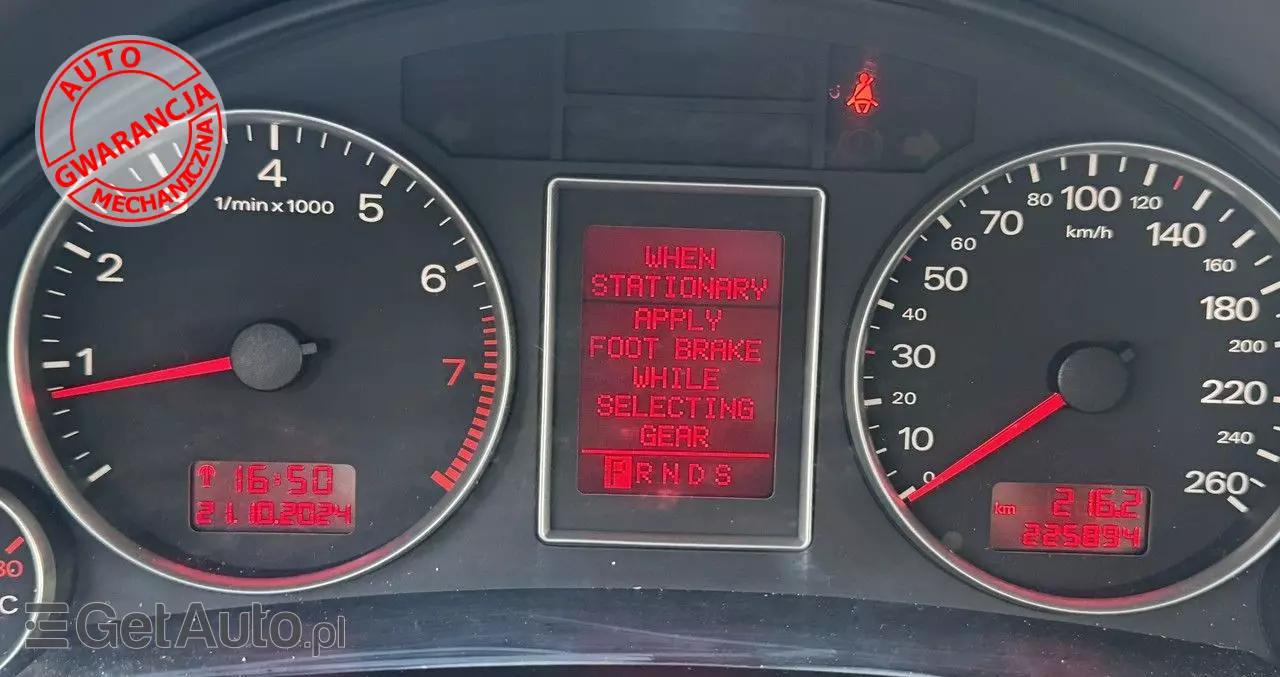 AUTO
GWARANCJA
MECHANICZNA
1 2 3 4 5 6 7
1/min x 1000
16:50
21.10.2024
WHEN
STATIONARY
APPLY
FOOT BRAKE
WHILE
SELECTING
GEAR
P R N D S
0 10 20 30 40 50 60 70 80 100 120 140 160 180 200 220 240 260
km/h
km 216.2
225894
C
GetAuto.pl